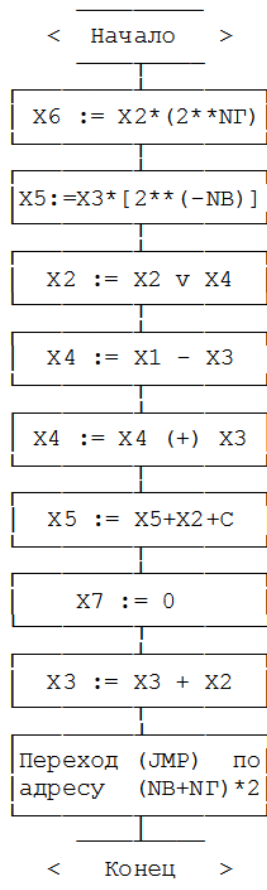 < Начало >
X6 := X2*(2**NГ)
X5:=X3*[2**(-NB)]
X2 := X2 v X4
X4 := X1 - X3
X4 := X4 (+) X3
X5 := X5+X2+C
X7 := 0
X3 := X3 + X2
Переход (JMP) по
адресу (NB+NГ)*2
< Конец >